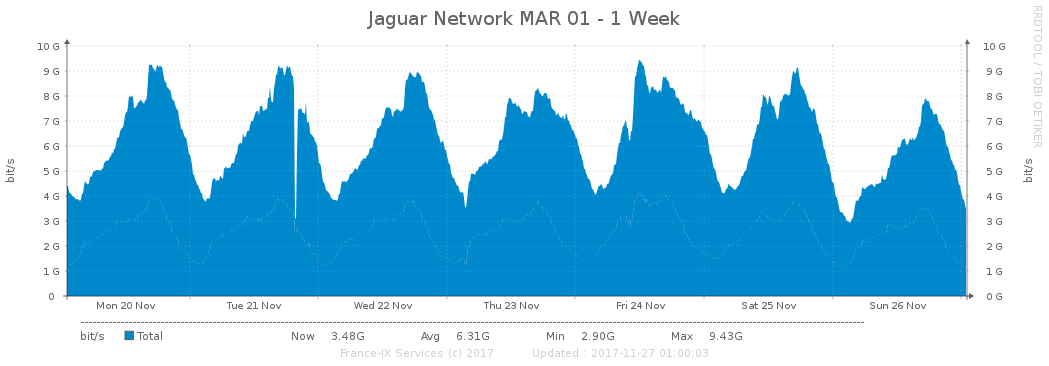 Jaguar Network MAR 01 - 1 Week
RRDTOOL / TOBI OETIKER
bit/s
10 G 10 G
9 G 9 G
8 G 8 G
7 G 7 G
6 G 6 G
5 G 5 G
4 G 4 G
3 G 3 G
2 G 2 G
1 G 1 G
0 0 G
bit/s
Mon 20 Nov Tue 21 Nov Wed 22 Nov Thu 23 Nov Fri 24 Nov Sat 25 Nov Sun 26 Nov
bit/s Total Now 3.48G Avg 6.31G Min 2.90G Max 9.43G
France-IX Services (c) 2017 Updated : 2017-11-27 01:00:03